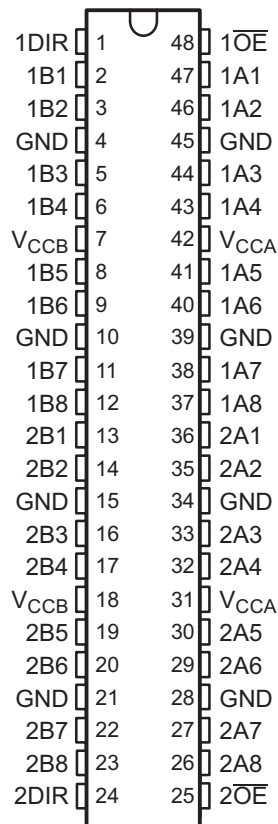 1DIR 1 48 1O̅E̅
1B1 2 47 1A1
1B2 3 46 1A2
GND 4 45 GND
1B3 5 44 1A3
1B4 6 43 1A4
VCCB 7 42 VCCA
1B5 8 41 1A5
1B6 9 40 1A6
GND 10 39 GND
1B7 11 38 1A7
1B8 12 37 1A8
2B1 13 36 2A1
2B2 14 35 2A2
GND 15 34 GND
2B3 16 33 2A3
2B4 17 32 2A4
VCCB 18 31 VCCA
2B5 19 30 2A5
2B6 20 29 2A6
GND 21 28 GND
2B7 22 27 2A7
2B8 23 26 2A8
2DIR 24 25 2O̅E̅